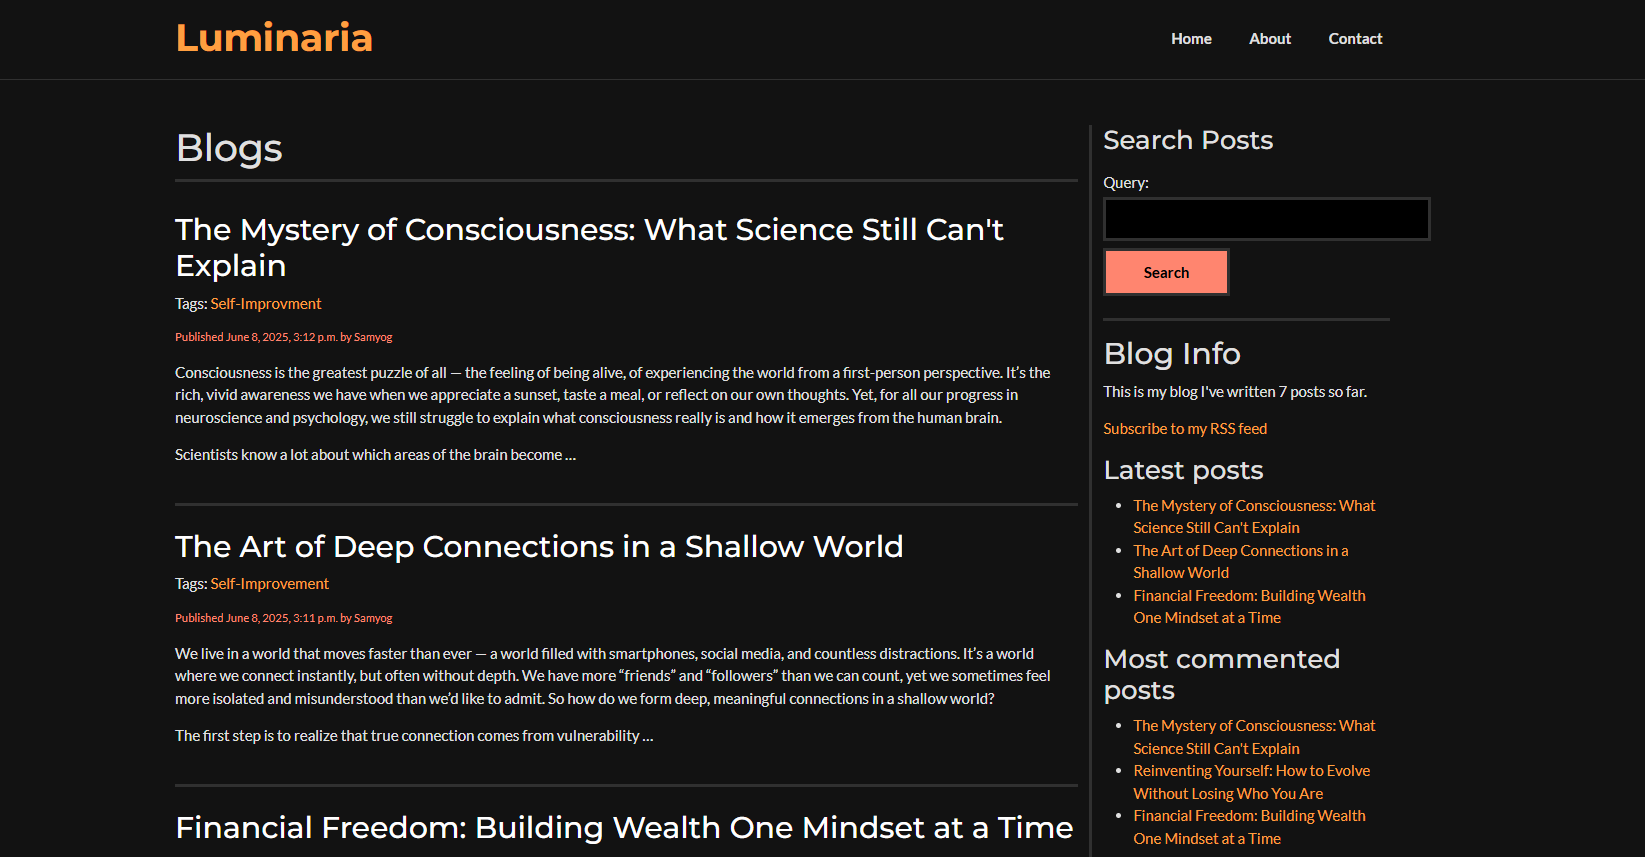 Luminaria
Home
About
Contact
Blogs
The Mystery of Consciousness: What Science Still Can't
Explain
Tags: Self-Improvment
Published June 8, 2025, 3:12 p.m. by Samyog
Consciousness is the greatest puzzle of all — the feeling of being alive, of experiencing the world from a first-person perspective. It’s the
rich, vivid awareness we have when we appreciate a sunset, taste a meal, or reflect on our own thoughts. Yet, for all our progress in
neuroscience and psychology, we still struggle to explain what consciousness really is and how it emerges from the human brain.
Scientists know a lot about which areas of the brain become …
The Art of Deep Connections in a Shallow World
Tags: Self-Improvement
Published June 8, 2025, 3:11 p.m. by Samyog
We live in a world that moves faster than ever — a world filled with smartphones, social media, and countless distractions. It’s a world
where we connect instantly, but often without depth. We have more “friends” and “followers” than we can count, yet we sometimes feel
more isolated and misunderstood than we’d like to admit. So how do we form deep, meaningful connections in a shallow world?
The first step is to realize that true connection comes from vulnerability …
Financial Freedom: Building Wealth One Mindset at a Time
Search Posts
Query:
Search
Blog Info
This is my blog I've written 7 posts so far.
Subscribe to my RSS feed
Latest posts
The Mystery of Consciousness: What
Science Still Can't Explain
The Art of Deep Connections in a
Shallow World
Financial Freedom: Building Wealth
One Mindset at a Time
Most commented
posts
The Mystery of Consciousness: What
Science Still Can't Explain
Reinventing Yourself: How to Evolve
Without Losing Who You Are
Financial Freedom: Building Wealth
One Mindset at a Time